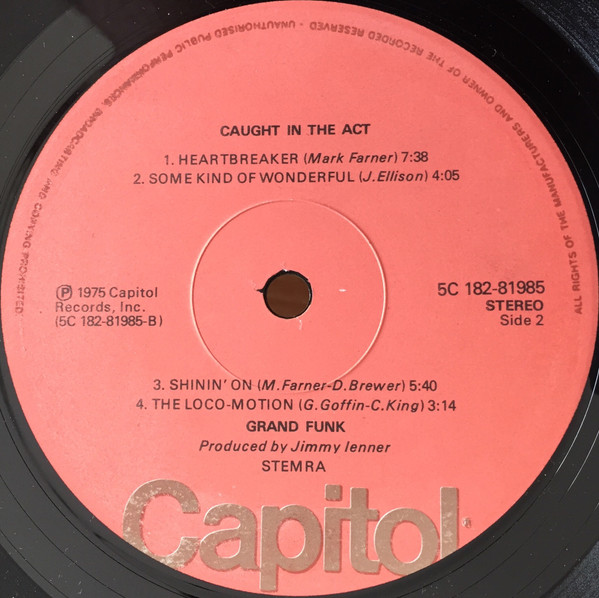 ALL RIGHTS OF THE MANUFACTURERS AND OWNER OF THE RECORDED RESERVED - UNAUTHORISED PUBLIC PERFORMANCES, BROADCASTING AND COPYING PROHIBITED.
CAUGHT IN THE ACT
1. HEARTBREAKER (Mark Farner) 7:38
2. SOME KIND OF WONDERFUL (J.Ellison) 4:05
℗ 1975 Capitol
Records, Inc.
(5C 182-81985-B)
5C 182-81985
STEREO
Side 2
3. SHININ' ON (M.Farner-D.Brewer) 5:40
4. THE LOCO-MOTION (G.Goffin-C.King) 3:14
GRAND FUNK
Produced by Jimmy Ienner
STEMRA
Capitol®